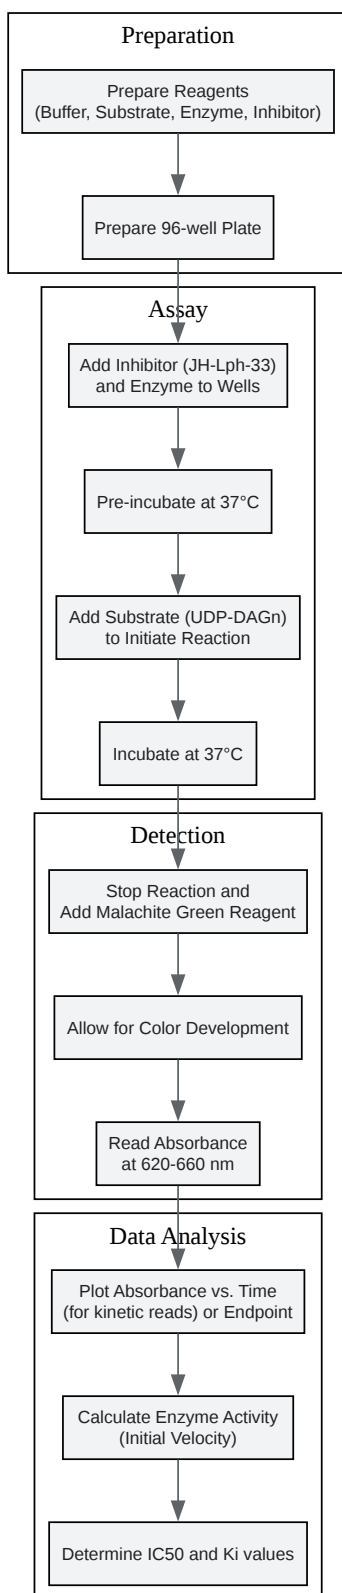 Preparation
Prepare Reagents
(Buffer, Substrate, Enzyme, Inhibitor)
Prepare 96-well Plate
Assay
Add Inhibitor (JH-Lph-33)
and Enzyme to Wells
Pre-incubate at 37°C
Add Substrate (UDP-DAGn)
to Initiate Reaction
Incubate at 37°C
Detection
Stop Reaction and
Add Malachite Green Reagent
Allow for Color Development
Read Absorbance
at 620-660 nm
Data Analysis
Plot Absorbance vs. Time
(for kinetic reads) or Endpoint
Calculate Enzyme Activity
(Initial Velocity)
Determine IC50 and Ki values